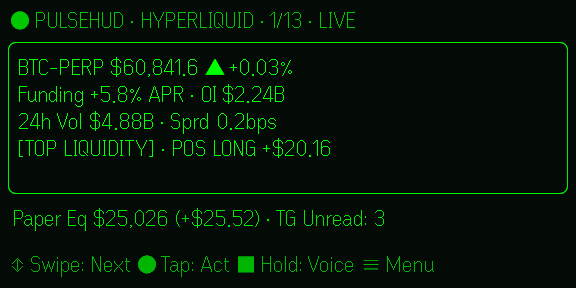 PULSEHUD · HYPERLIQUID · 1/13 · LIVE
BTC-PERP $60,841.6 ▲ +0.03%
Funding +5.8% APR · OI $2.24B
24h Vol $4.88B · Sprd 0.2bps
[TOP LIQUIDITY] · POS LONG +$20.16
Paper Eq $25,026 (+$25.52) · TG Unread: 3
⇕ Swipe: Next ● Tap: Act ■ Hold: Voice ≡ Menu